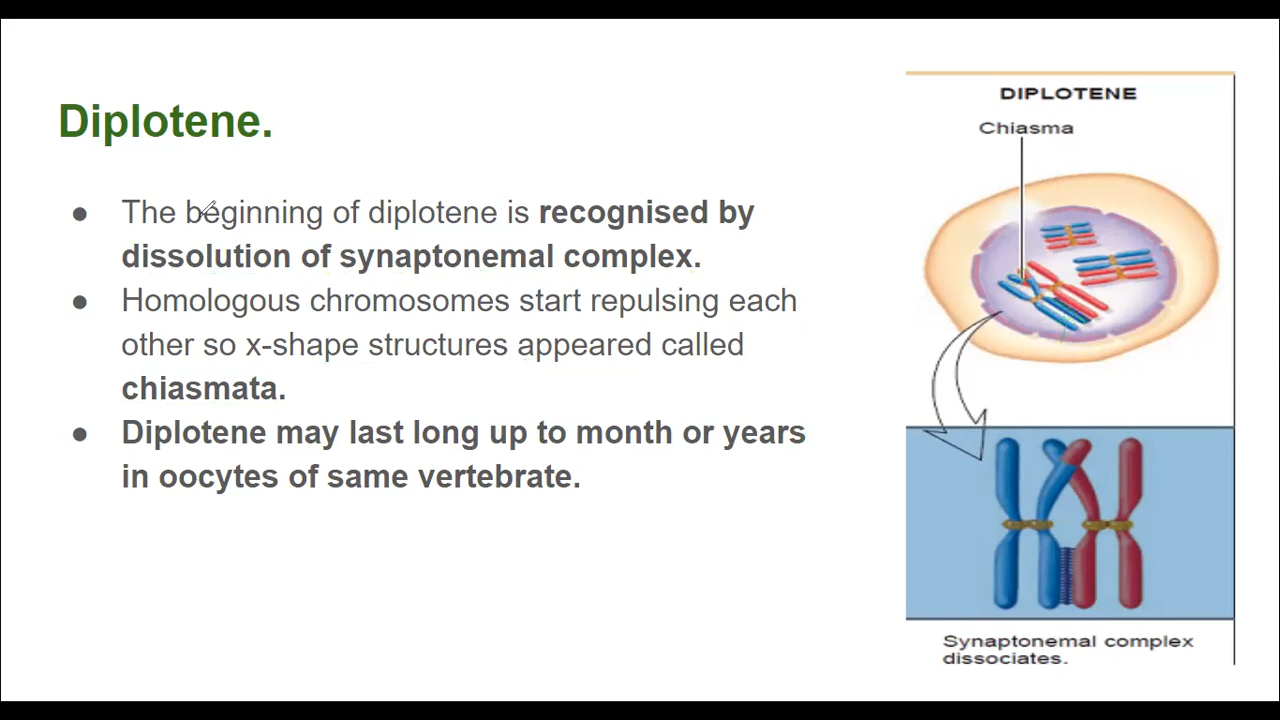 Diplotene.
● The beginning of diplotene is recognised by
dissolution of synaptonemal complex.
● Homologous chromosomes start repulsing each
other so x-shape structures appeared called
chiasmata.
● Diplotene may last long up to month or years
in oocytes of same vertebrate.
DIPLOTENE
Chiasma
Synaptonemal complex
dissociates.